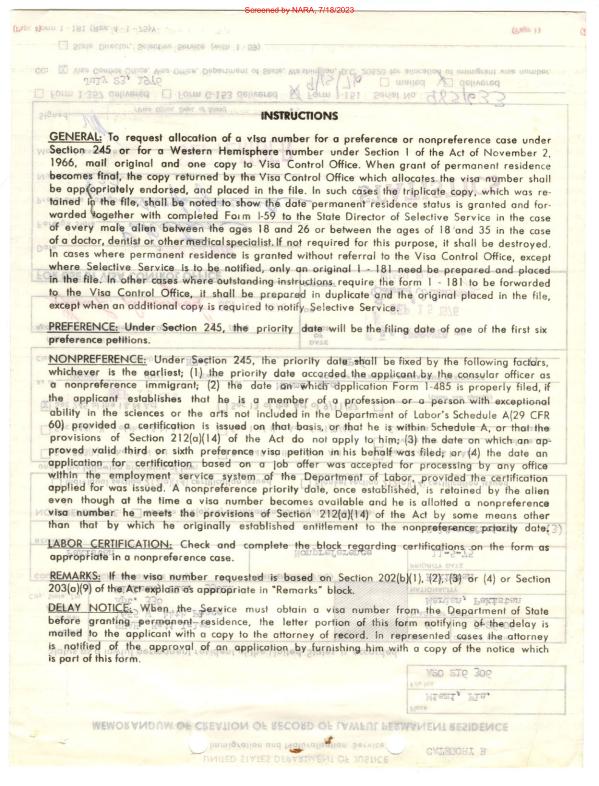 Screened by NARA, 7/18/2023
INSTRUCTIONS
GENERAL: To request allocation of a visa number for a preference or nonpreference case under
Section 245 or for a Western Hemisphere number under Section I of the Act of November 2,
1966, mail original and one copy to Visa Control Office. When grant of permanent residence
becomes final, the copy returned by the Visa Control Office which allocates the visa number shall
be appropriately endorsed, and placed in the file. In such cases the triplicate copy, which was re-
tained in the file, shall be noted to show the date permanent residence status is granted and for-
warded together with completed Form I-59 to the State Director of Selective Service in the case
of every male alien between the ages 18 and 26 or between the ages of 18 and 35 in the case
of a doctor, dentist or other medical specialist. If not required for this purpose, it shall be destroyed.
In cases where permanent residence is granted without referral to the Visa Control Office, except
where Selective Service is to be notified, only an original I - 181 need be prepared and placed
in the file. In other cases where outstanding instructions require the form I - 181 to be forwarded
to the Visa Control Office, it shall be prepared in duplicate and the original placed in the file,
except when an additional copy is required to notify Selective Service.
PREFERENCE: Under Section 245, the priority date will be the filing date of one of the first six
preference petitions.
NONPREFERENCE: Under Section 245, the priority date shall be fixed by the following factors,
whichever is the earliest; (1) the priority date accorded the applicant by the consular officer as
a nonpreference immigrant; (2) the date an which application Form I-485 is properly filed, if
the applicant establishes that he is a member of a profession or a person with exceptional
ability in the sciences or the arts not included in the Department of Labor's Schedule A(29 CFR
60) provided a certification is issued on that basis, or that he is within Schedule A, or that the
provisions of Section 212(a)(14) of the Act do not apply to him; (3) the date on which an ap-
proved valid third or sixth preference visa petition in his behalf was filed; or (4) the date an
application for certification based on a job offer was accepted for processing by any office
within the employment service system of the Department of Labor, provided the certification
applied for was issued. A nonpreference priority date, once established, is retained by the alien
even though at the time a visa number becomes available and he is allotted a nonpreference
visa number he meets the provisions of Section 212(a)(14) of the Act by some means other
than that by which he originally established entitlement to the nonpreference priority date.
LABOR CERTIFICATION: Check and complete the block regarding certifications on the form as
appropriate in a nonpreference case.
REMARKS: If the visa number requested is based on Section 202(b)(1), (2), (3) or (4) or Section
203(a)(9) of the Act explain as appropriate in "Remarks" block.
DELAY NOTICE: When the Service must obtain a visa number from the Department of State
before granting permanent residence, the letter portion of this form notifying of the delay is
mailed to the applicant with a copy to the attorney of record. In represented cases the attorney
is notified of the approval of an application by furnishing him with a copy of the notice which
is part of this form.